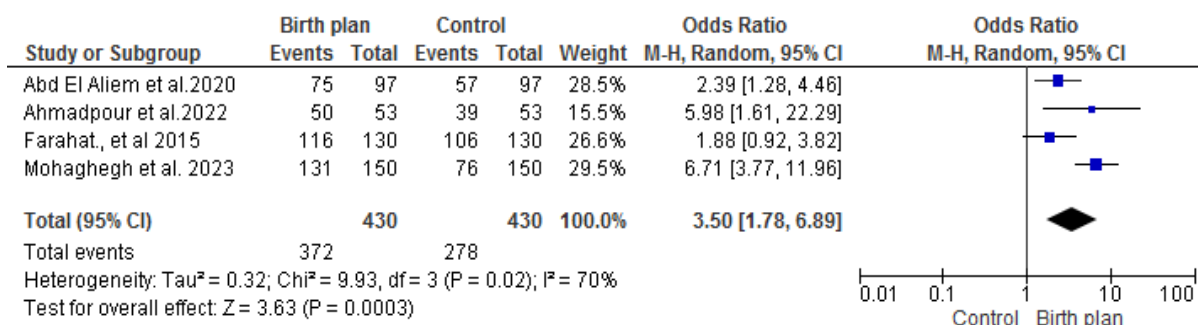 Birth plan Control Odds Ratio Odds Ratio
Study or Subgroup Events Total Events Total Weight M-H, Random, 95% CI M-H, Random, 95% CI
Abd El Aliem et al.2020 75 97 57 97 28.5% 2.39 [1.28, 4.46]
Ahmadpour et al.2022 50 53 39 53 15.5% 5.98 [1.61, 22.29]
Farahat., et al 2015 116 130 106 130 26.6% 1.88 [0.92, 3.82]
Mohaghegh et al. 2023 131 150 76 150 29.5% 6.71 [3.77, 11.96]
Total (95% CI) 430 430 100.0% 3.50 [1.78, 6.89]
Total events 372 278
Heterogeneity: Tau² = 0.32; Chi² = 9.93, df = 3 (P = 0.02); I² = 70%
Test for overall effect: Z = 3.63 (P = 0.0003)
0.01 0.1 1 10 100
Control Birth plan